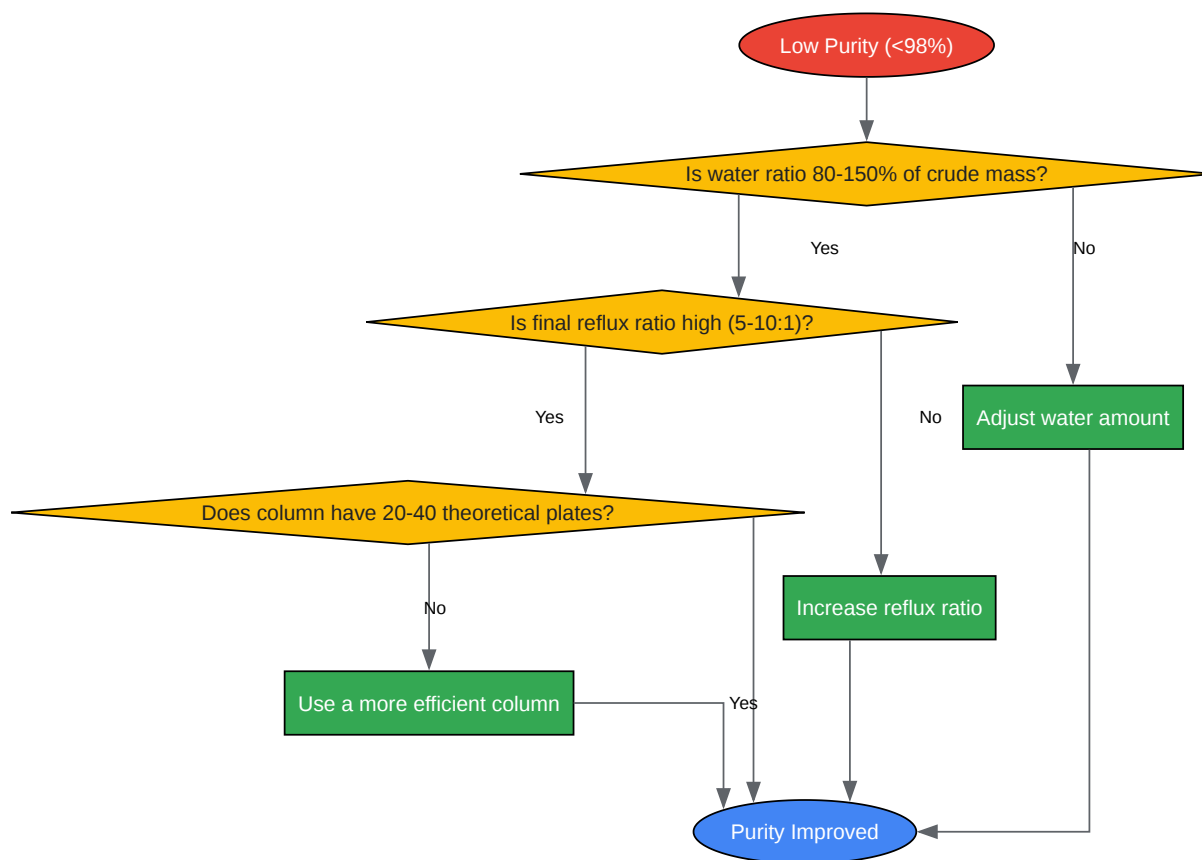 Low Purity (<98%)
Is water ratio 80-150% of crude mass?
Yes
No
Is final reflux ratio high (5-10:1)?
Yes
No
Adjust water amount
Does column have 20-40 theoretical plates?
No
Increase reflux ratio
Use a more efficient column
Yes
Purity Improved